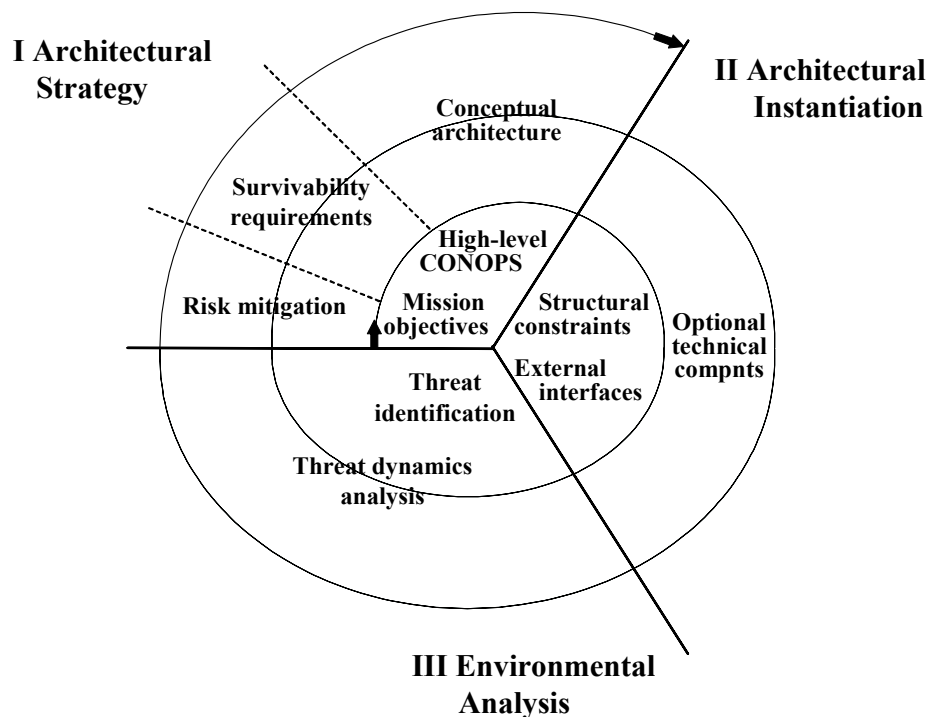 I Architectural
Strategy
II Architectural
Instantiation
Conceptual
architecture
Survivability
requirements
High-level
CONOPS
Risk mitigation
Mission
objectives
Structural
constraints
Optional
technical
compnts
External
interfaces
Threat
identification
Threat dynamics
analysis
III Environmental
Analysis